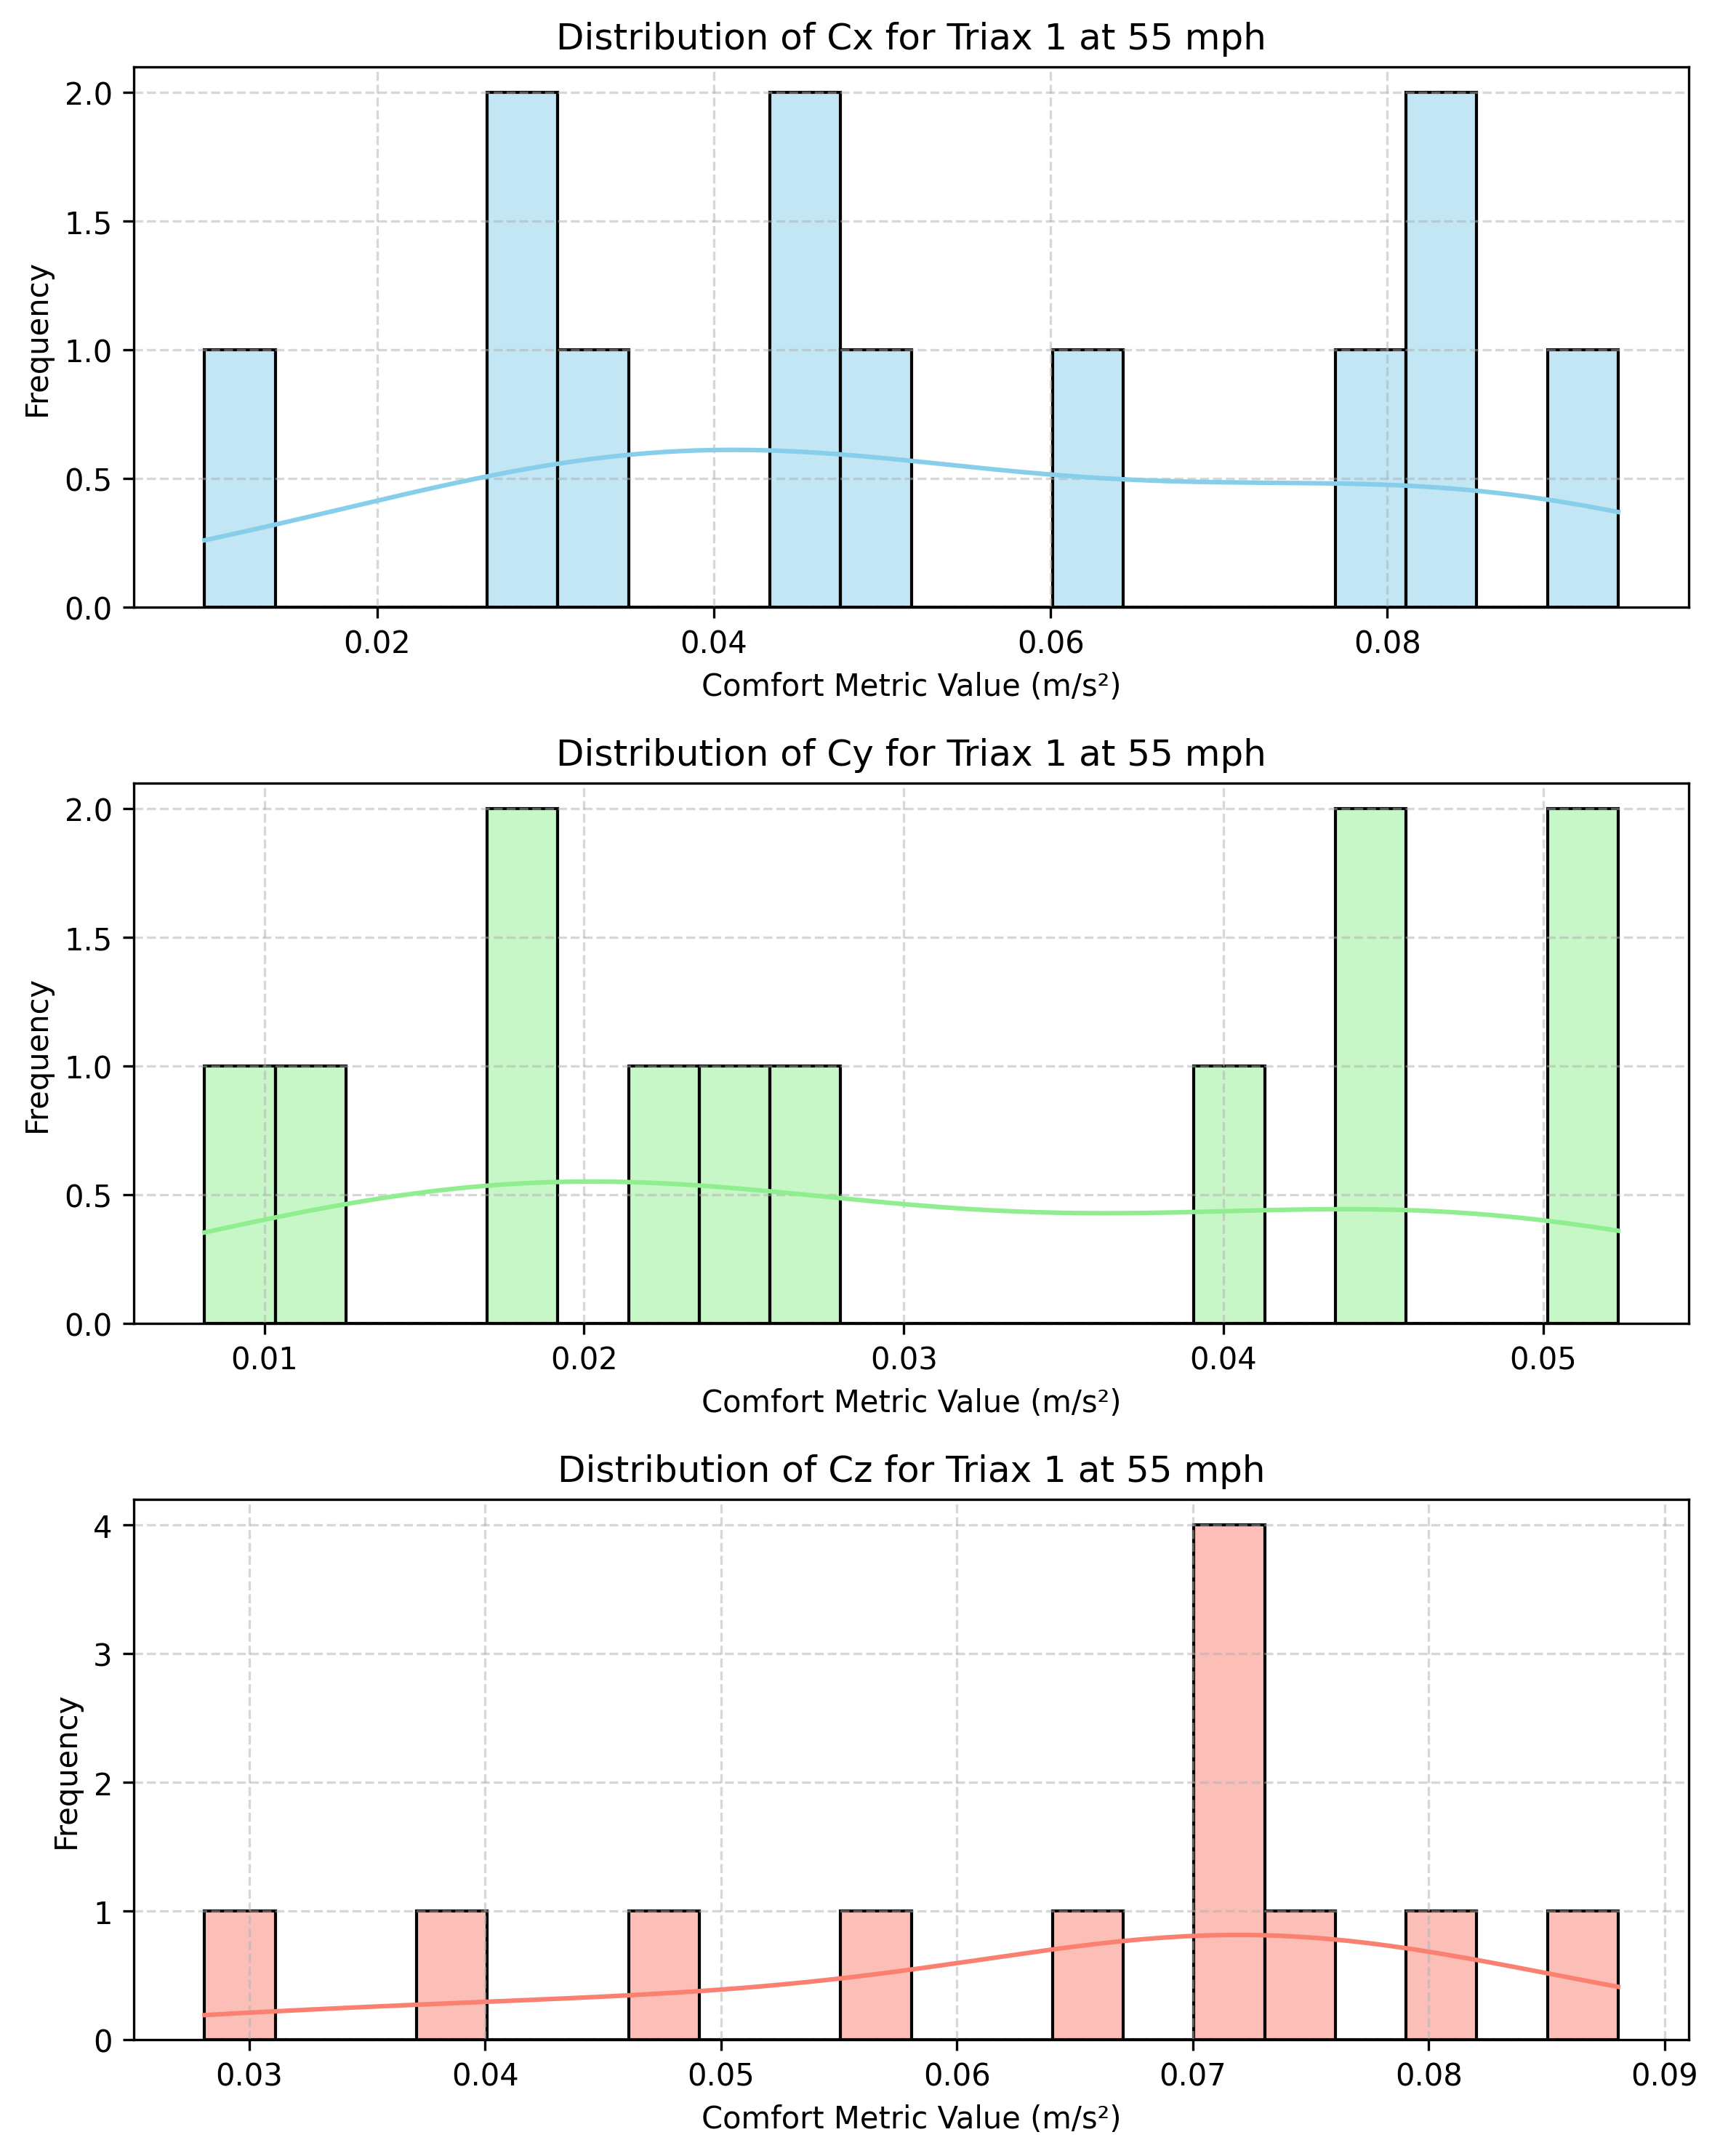 Distribution of Cx for Triax 1 at 55 mph
2.0
1.5
1.0
0.5
0.0
Frequency
0.02 0.04 0.06 0.08
Comfort Metric Value (m/s²)
Distribution of Cy for Triax 1 at 55 mph
2.0
1.5
1.0
0.5
0.0
Frequency
0.01 0.02 0.03 0.04 0.05
Comfort Metric Value (m/s²)
Distribution of Cz for Triax 1 at 55 mph
4
3
2
1
0
Frequency
0.03 0.04 0.05 0.06 0.07 0.08 0.09
Comfort Metric Value (m/s²)